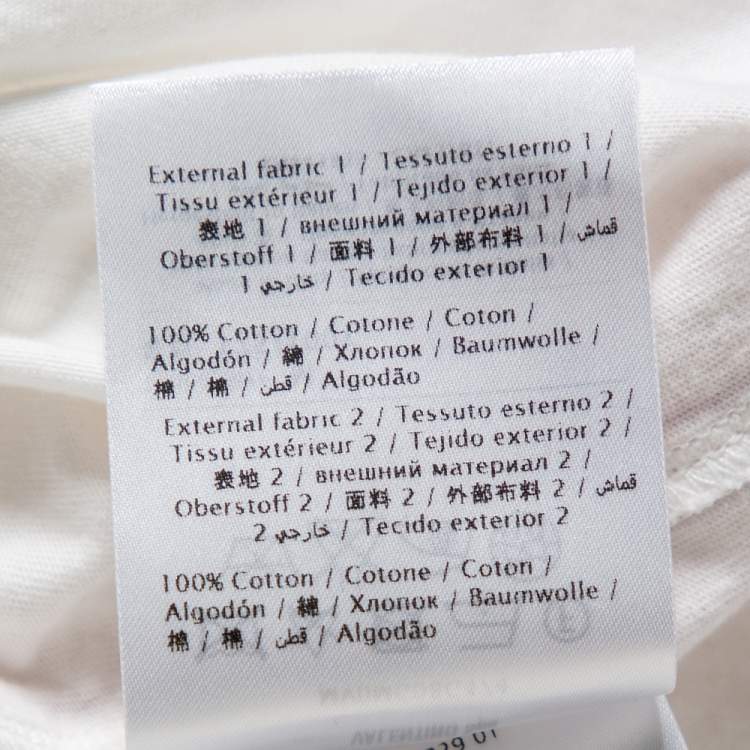 External fabric 1 / Tessuto esterno 1 /
Tissu extérieur 1 / Tejido exterior 1 /
表地 1 / внешний материал 1 /
Oberstoff 1 / 面料 1 / 外部布料 1 / قماش
خارجي 1 / Tecido exterior 1
100% Cotton / Cotone / Coton /
Algodón / 綿 / Хлопок / Baumwolle /
棉 / 棉 / قطن / Algodão
External fabric 2 / Tessuto esterno 2 /
Tissu extérieur 2 / Tejido exterior 2 /
表地 2 / внешний материал 2 /
Oberstoff 2 / 面料 2 / 外部布料 2 / قماش
خارجي 2 / Tecido exterior 2
100% Cotton / Cotone / Coton /
Algodón / 綿 / Хлопок / Baumwolle /
棉 / 棉 / قطن / Algodão